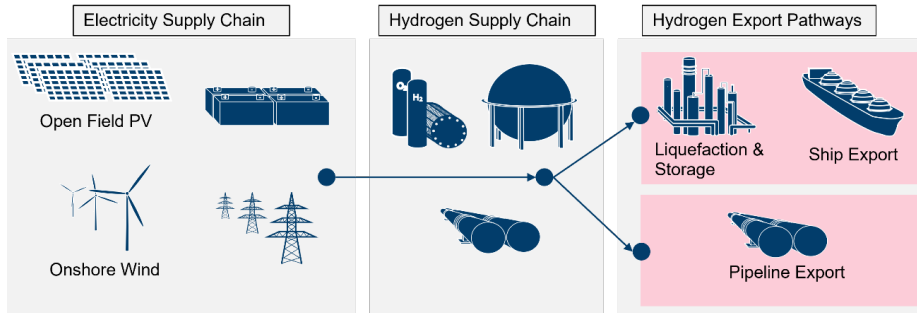 Electricity Supply Chain
Hydrogen Supply Chain
Hydrogen Export Pathways
Open Field PV
Onshore Wind
H₂
Liquefaction &
Storage
Ship Export
Pipeline Export